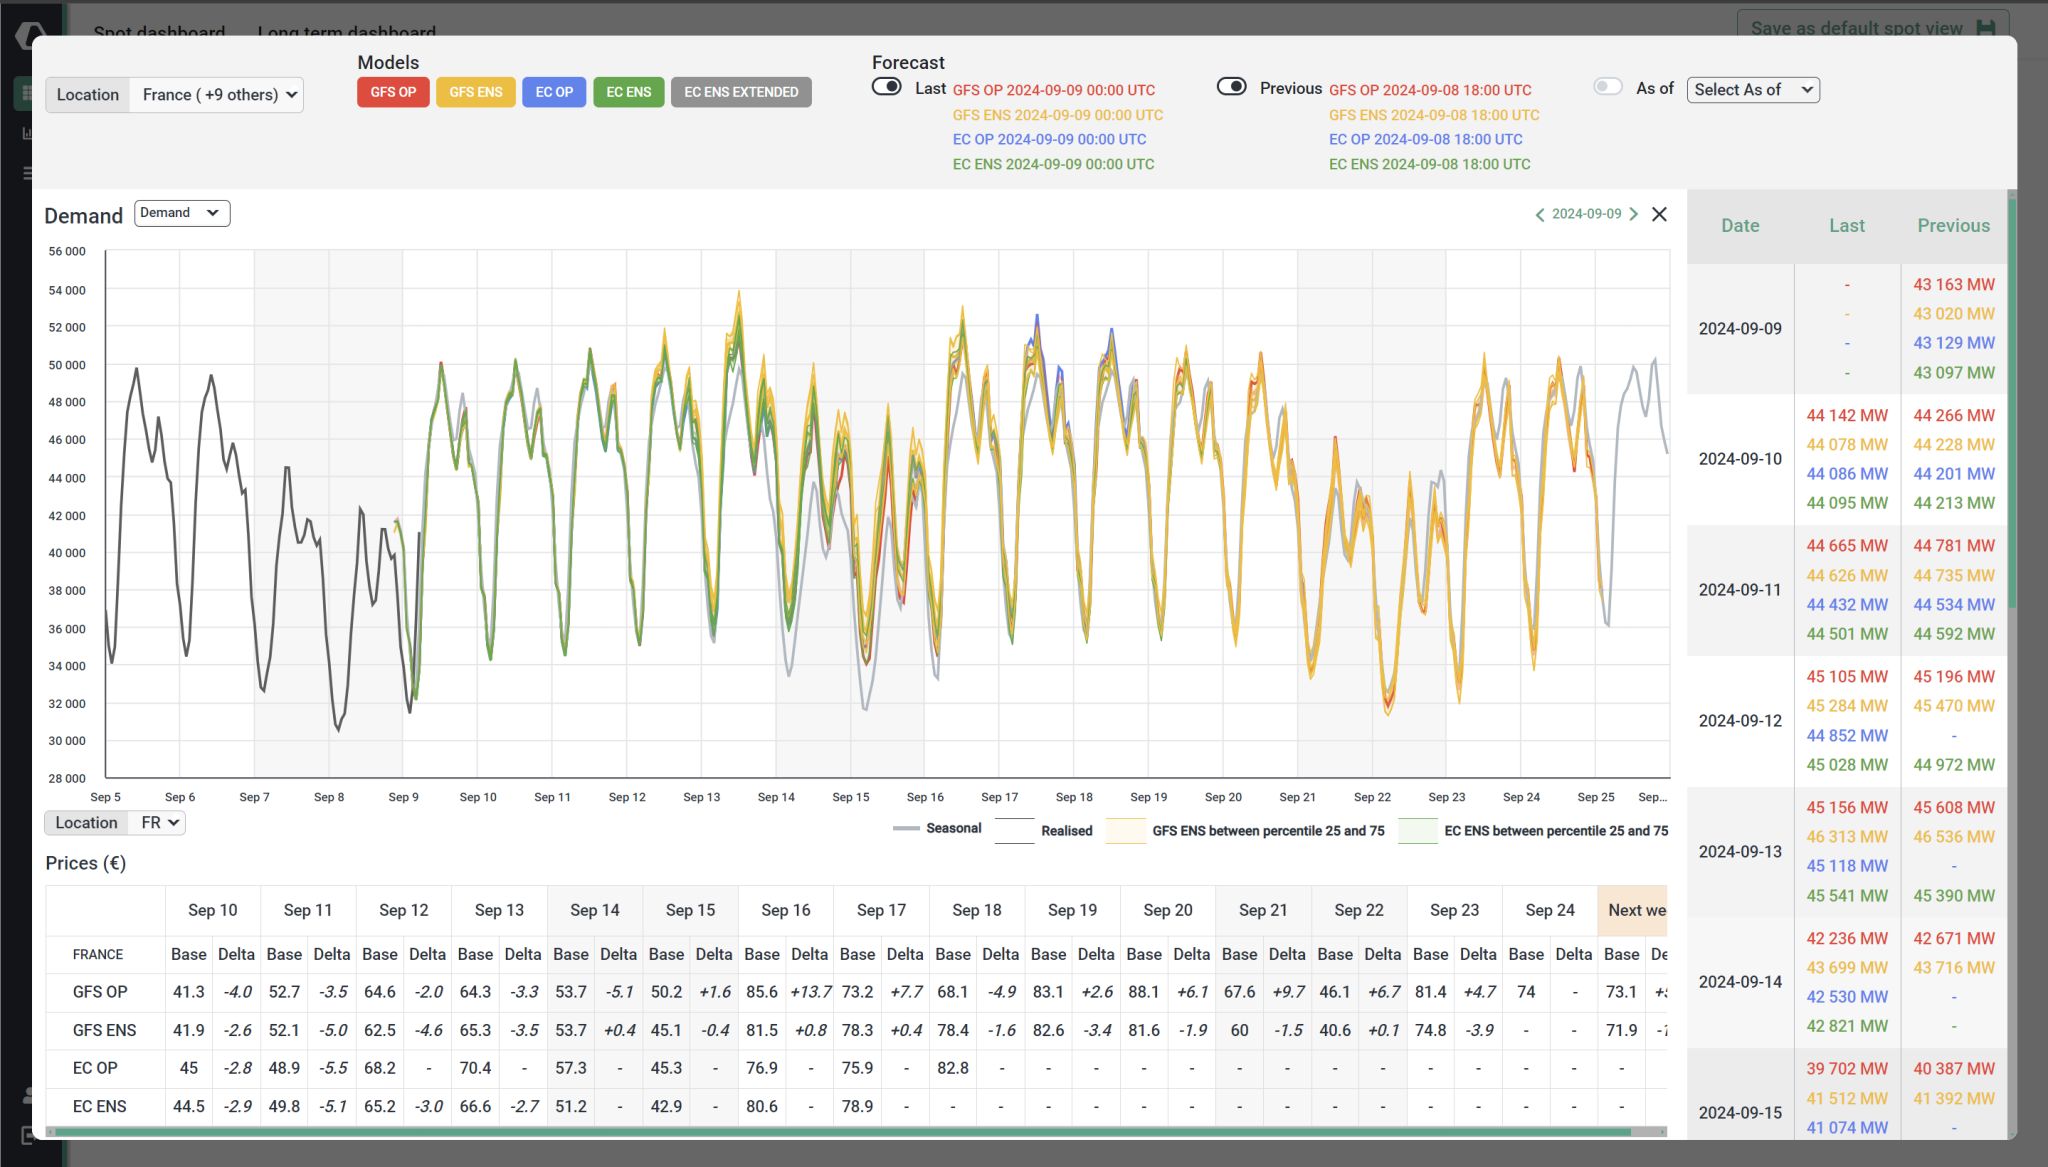 Spot dashboard Long term dashboard Save as default spot view
Models
Forecast
Location France ( +9 others)
GFS OP GFS ENS EC OP EC ENS EC ENS EXTENDED
Last GFS OP 2024-09-09 00:00 UTC Previous GFS OP 2024-09-08 18:00 UTC As of Select As of
GFS ENS 2024-09-09 00:00 UTC GFS ENS 2024-09-08 18:00 UTC
EC OP 2024-09-09 00:00 UTC EC OP 2024-09-08 18:00 UTC
EC ENS 2024-09-09 00:00 UTC EC ENS 2024-09-08 18:00 UTC
Demand Demand
2024-09-09
56 000
54 000
52 000
50 000
48 000
46 000
44 000
42 000
40 000
38 000
36 000
34 000
32 000
30 000
28 000
Sep 5 Sep 6 Sep 7 Sep 8 Sep 9 Sep 10 Sep 11 Sep 12 Sep 13 Sep 14 Sep 15 Sep 16 Sep 17 Sep 18 Sep 19 Sep 20 Sep 21 Sep 22 Sep 23 Sep 24 Sep 25 Sep...
Location FR
Seasonal Realised GFS ENS between percentile 25 and 75 EC ENS between percentile 25 and 75
Prices (€)
Sep 10 Sep 11 Sep 12 Sep 13 Sep 14 Sep 15 Sep 16 Sep 17 Sep 18 Sep 19 Sep 20 Sep 21 Sep 22 Sep 23 Sep 24 Next we
FRANCE Base Delta Base Delta Base Delta Base Delta Base Delta Base Delta Base Delta Base Delta Base Delta Base Delta Base Delta Base Delta Base Delta Base Delta Base Delta Base De
GFS OP 41.3 -4.0 52.7 -3.5 64.6 -2.0 64.3 -3.3 53.7 -5.1 50.2 +1.6 85.6 +13.7 73.2 +7.7 68.1 -4.9 83.1 +2.6 88.1 +6.1 67.6 +9.7 46.1 +6.7 81.4 +4.7 74 - 73.1
GFS ENS 41.9 -2.6 52.1 -5.0 62.5 -4.6 65.3 -3.5 53.7 +0.4 45.1 -0.4 81.5 +0.8 78.3 +0.4 78.4 -1.6 82.6 -3.4 81.6 -1.9 60 -1.5 40.6 +0.1 74.8 -3.9 - - 71.9
EC OP 45 -2.8 48.9 -5.5 68.2 - 70.4 - 57.3 - 45.3 - 76.9 - 75.9 - 82.8 - - - - - - - - - - - - - -
EC ENS 44.5 -2.9 49.8 -5.1 65.2 -3.0 66.6 -2.7 51.2 - 42.9 - 80.6 - 78.9 - - - - - - - - - - - - - - - -
Date Last Previous
2024-09-09
- 43 163 MW
- 43 020 MW
- 43 129 MW
- 43 097 MW
2024-09-10
44 142 MW 44 266 MW
44 078 MW 44 228 MW
44 086 MW 44 201 MW
44 095 MW 44 213 MW
2024-09-11
44 665 MW 44 781 MW
44 626 MW 44 735 MW
44 432 MW 44 534 MW
44 501 MW 44 592 MW
2024-09-12
45 105 MW 45 196 MW
45 284 MW 45 470 MW
44 852 MW -
45 028 MW 44 972 MW
2024-09-13
45 156 MW 45 608 MW
46 313 MW 46 536 MW
45 118 MW -
45 541 MW 45 390 MW
2024-09-14
42 236 MW 42 671 MW
43 699 MW 43 716 MW
42 530 MW -
42 821 MW -
2024-09-15
39 702 MW 40 387 MW
41 512 MW 41 392 MW
41 074 MW -